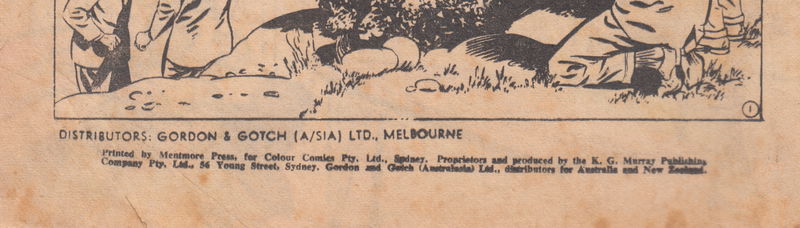 1
DISTRIBUTORS: GORDON & GOTCH (A/SIA) LTD., MELBOURNE
Printed by Mentmore Press, for Colour Comics Pty. Ltd., Sydney. Proprietors and produced by the K. G. Murray Publishing
Company Pty. Ltd., 56 Young Street, Sydney. Gordon and Gotch (Australasia) Ltd., distributors for Australia and New Zealand.